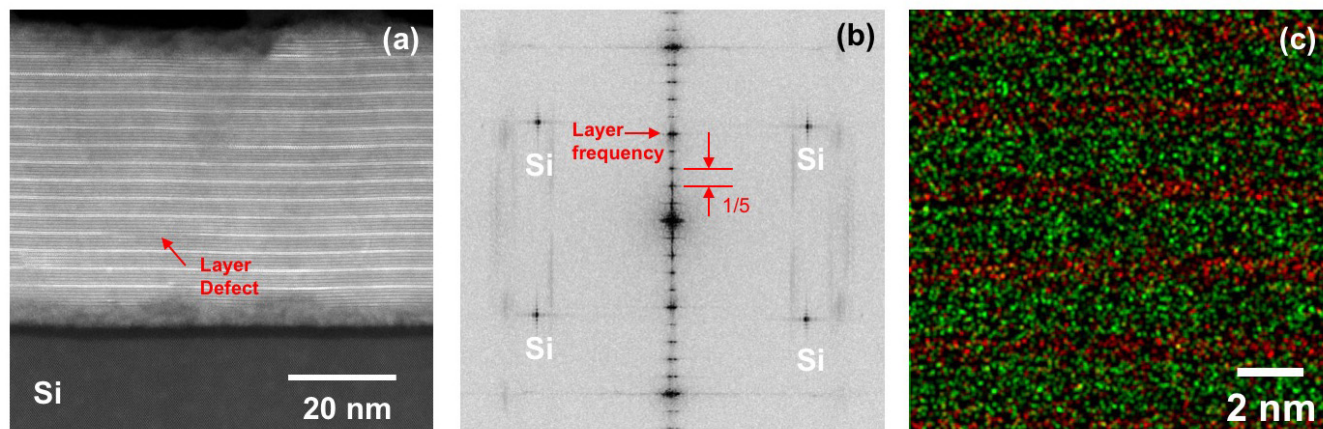 (a)
Layer
Defect
Si
20 nm
(b)
Layer
frequency
Si
Si
1/5
Si
Si
(c)
2 nm